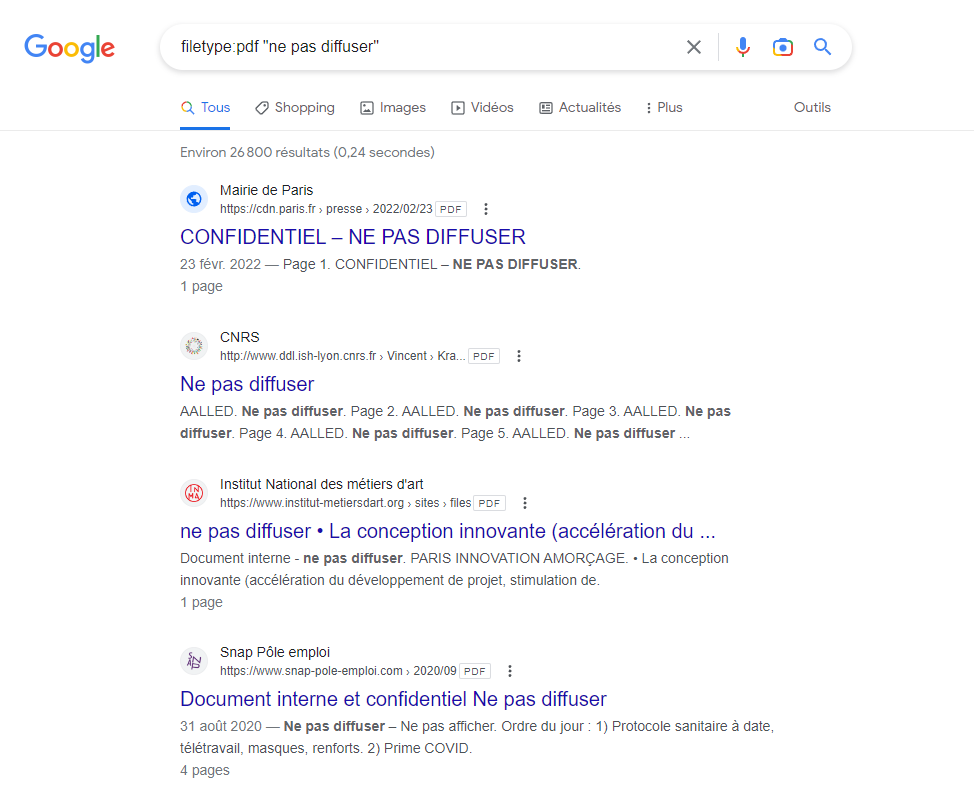 Google
filetype:pdf "ne pas diffuser"
Tous Shopping Images Vidéos Actualités Plus Outils
Environ 26 800 résultats (0,24 secondes)
Mairie de Paris
https://cdn.paris.fr › presse › 2022/02/23 PDF
CONFIDENTIEL – NE PAS DIFFUSER
23 févr. 2022 — Page 1. CONFIDENTIEL – NE PAS DIFFUSER.
1 page
CNRS
http://www.ddl.ish-lyon.cnrs.fr › Vincent › Kra... PDF
Ne pas diffuser
AALLED. Ne pas diffuser. Page 2. AALLED. Ne pas diffuser. Page 3. AALLED. Ne pas
diffuser. Page 4. AALLED. Ne pas diffuser. Page 5. AALLED. Ne pas diffuser ...
INMA
Institut National des métiers d'art
https://www.institut-metiersdart.org › sites › files PDF
ne pas diffuser • La conception innovante (accélération du ...
Document interne - ne pas diffuser. PARIS INNOVATION AMORÇAGE. • La conception
innovante (accélération du développement de projet, stimulation de.
1 page
SNAP
Snap Pôle emploi
https://www.snap-pole-emploi.com › 2020/09 PDF
Document interne et confidentiel Ne pas diffuser
31 août 2020 — Ne pas diffuser – Ne pas afficher. Ordre du jour : 1) Protocole sanitaire à date,
télétravail, masques, renforts. 2) Prime COVID.
4 pages